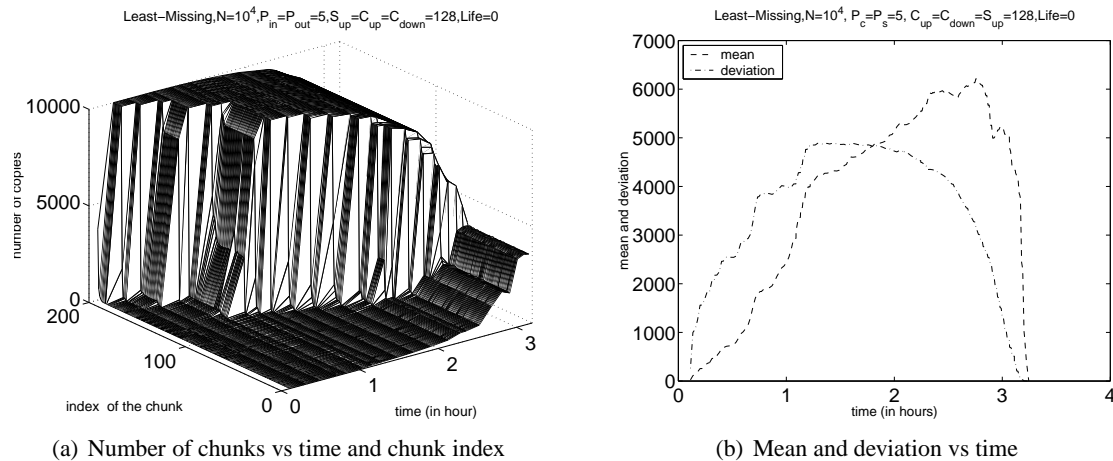 Least−Missing,N=10^4,P_in=P_out=5,S_up=C_up=C_down=128,Life=0
10000
5000
0
number of copies
200
100
0
index of the chunk
0
1
2
3
time (in hour)
(a) Number of chunks vs time and chunk index
Least−Missing,N=10^4, P_c=P_s=5, C_up=C_down=S_up=128,Life=0
mean
deviation
7000
6000
5000
4000
3000
2000
1000
0
mean and deviation
0
1
2
3
4
time (in hours)
(b) Mean and deviation vs time